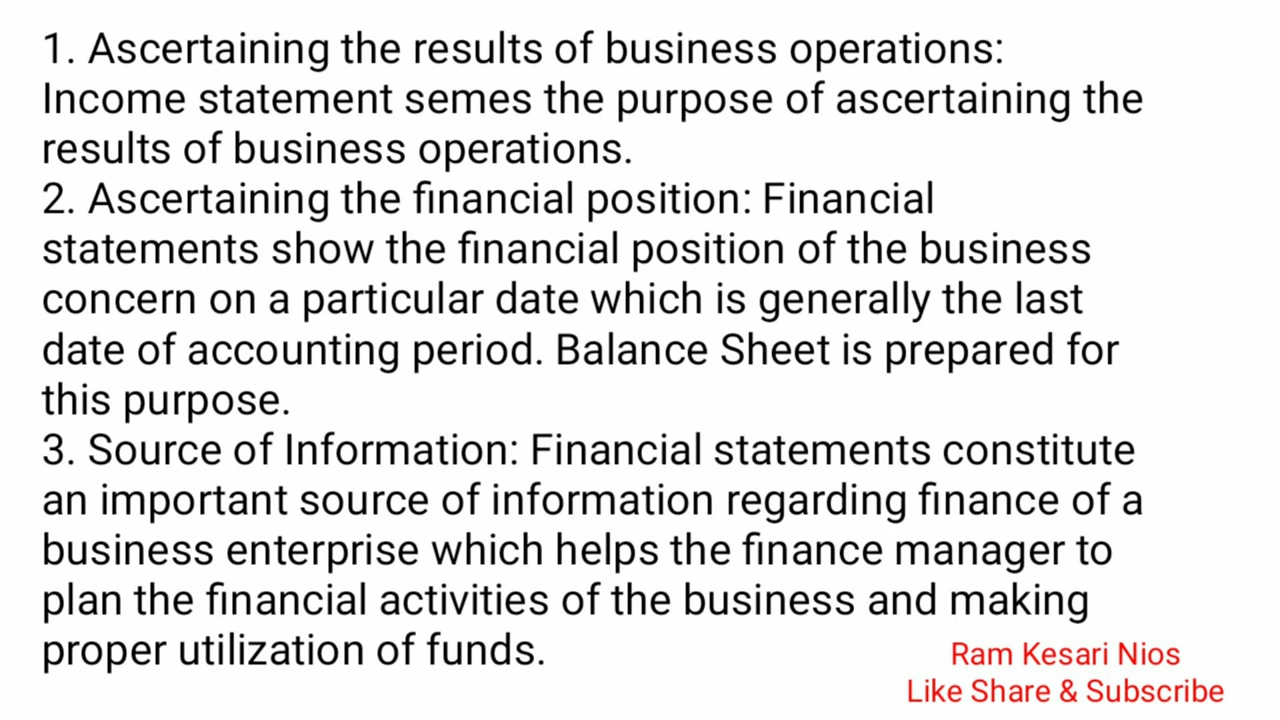 1. Ascertaining the results of business operations:
Income statement semes the purpose of ascertaining the
results of business operations.
2. Ascertaining the financial position: Financial
statements show the financial position of the business
concern on a particular date which is generally the last
date of accounting period. Balance Sheet is prepared for
this purpose.
3. Source of Information: Financial statements constitute
an important source of information regarding finance of a
business enterprise which helps the finance manager to
plan the financial activities of the business and making
proper utilization of funds.
Ram Kesari Nios
Like Share & Subscribe